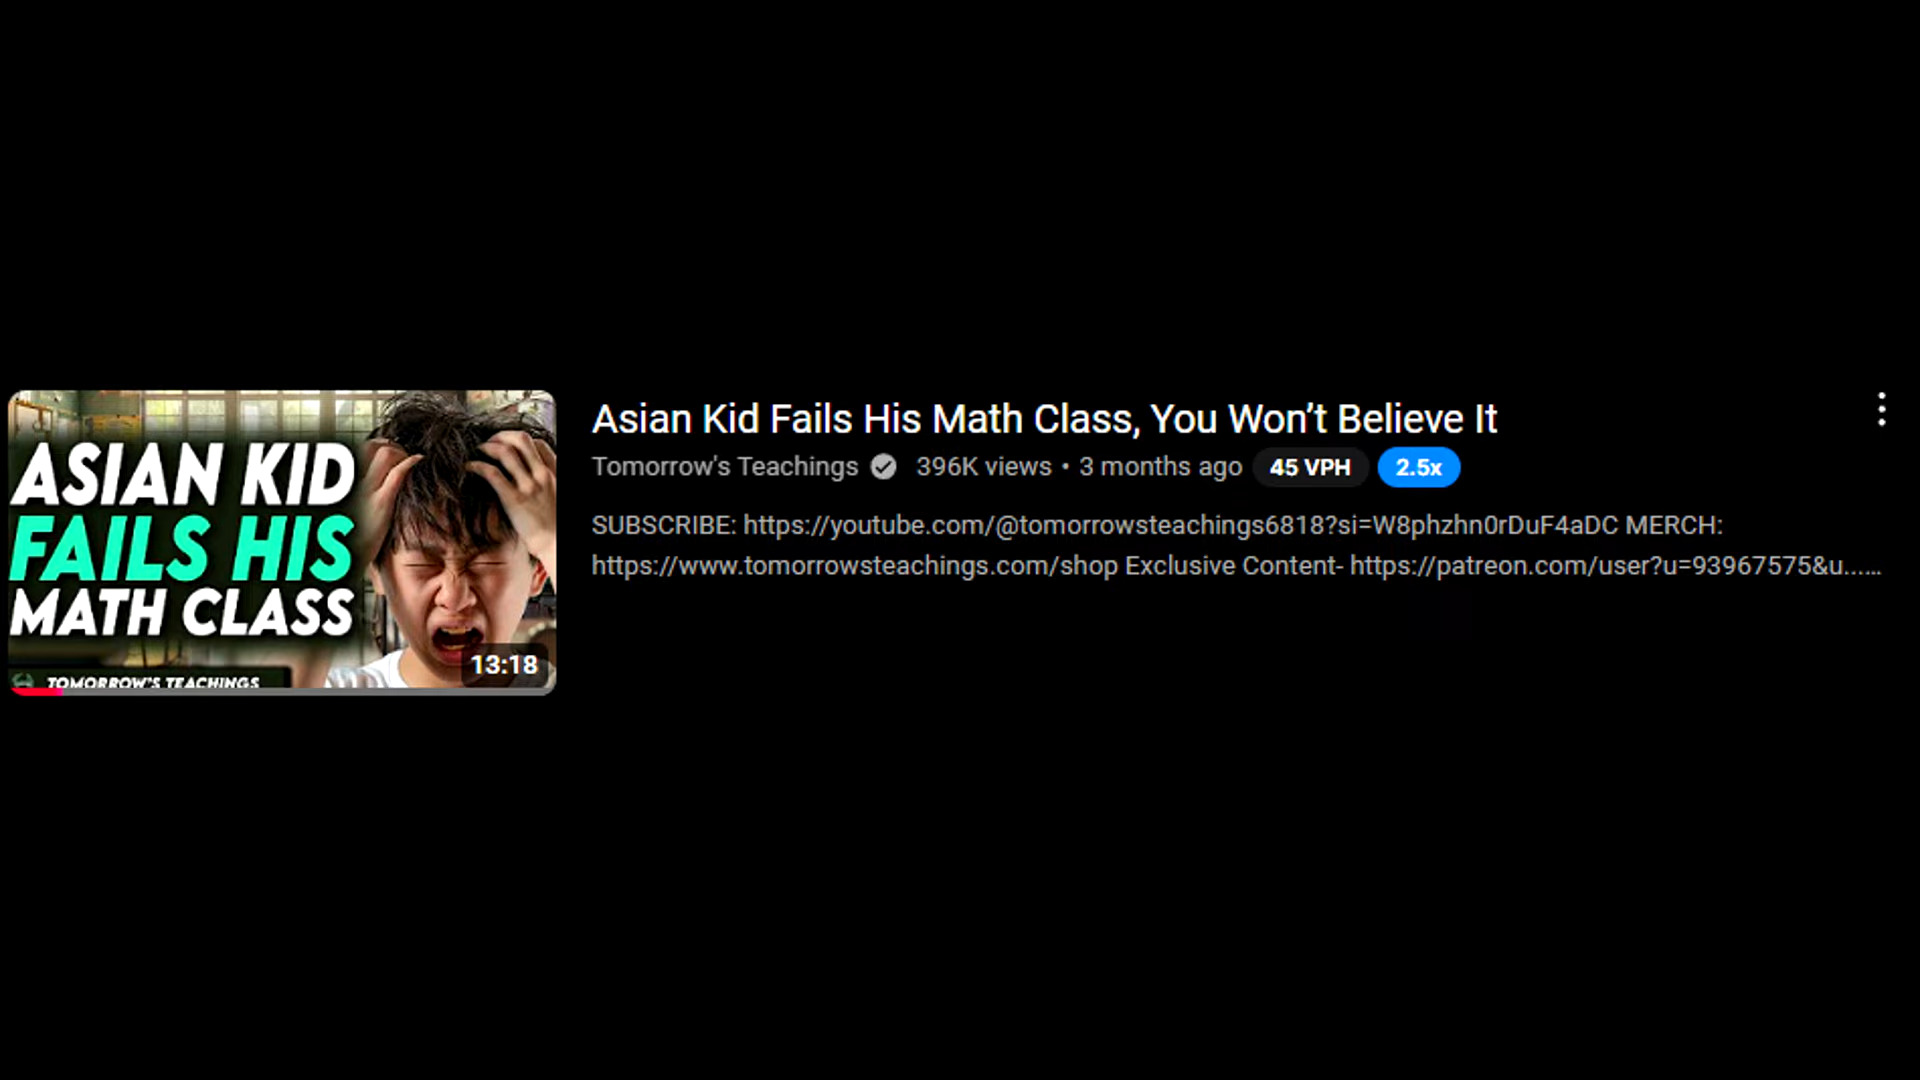 ASIAN KID
FAILS HIS
MATH CLASS
TOMORROW'S TEACHINGS
13:18
Asian Kid Fails His Math Class, You Won’t Believe It
Tomorrow's Teachings 396K views • 3 months ago 45 VPH 2.5x
SUBSCRIBE: https://youtube.com/@tomorrowsteachings6818?si=W8phzhn0rDuF4aDC MERCH:
https://www.tomorrowsteachings.com/shop Exclusive Content- https://patreon.com/user?u=93967575&u......